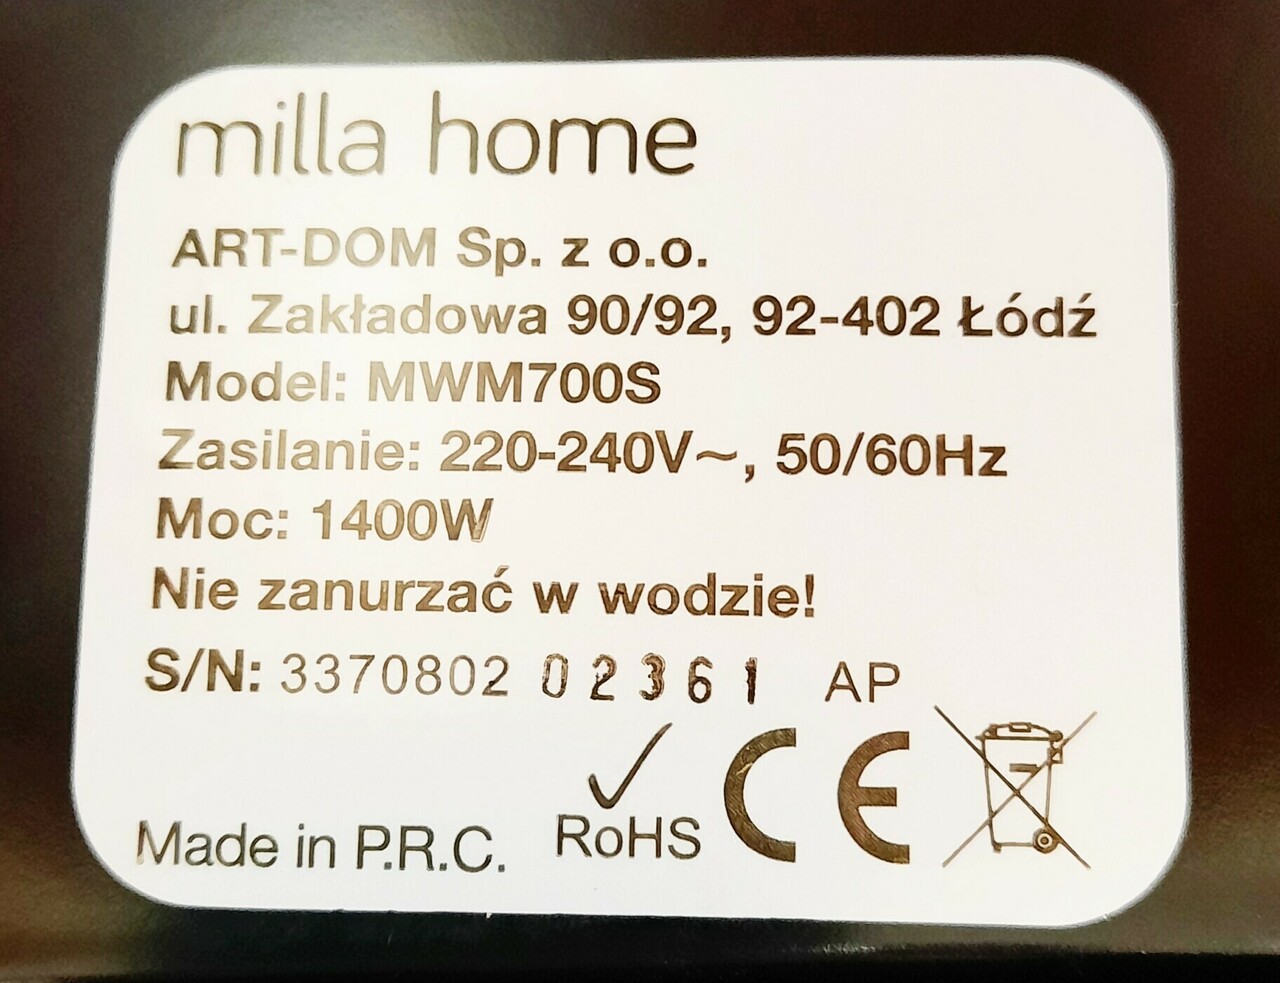 milla home
ART-DOM Sp. z o.o.
ul. Zakładowa 90/92, 92-402 Łódź
Model: MWM700S
Zasilanie: 220-240V~, 50/60Hz
Moc: 1400W
Nie zanurzać w wodzie!
S/N: 3370802 02361 AP
Made in P.R.C. RoHS CE